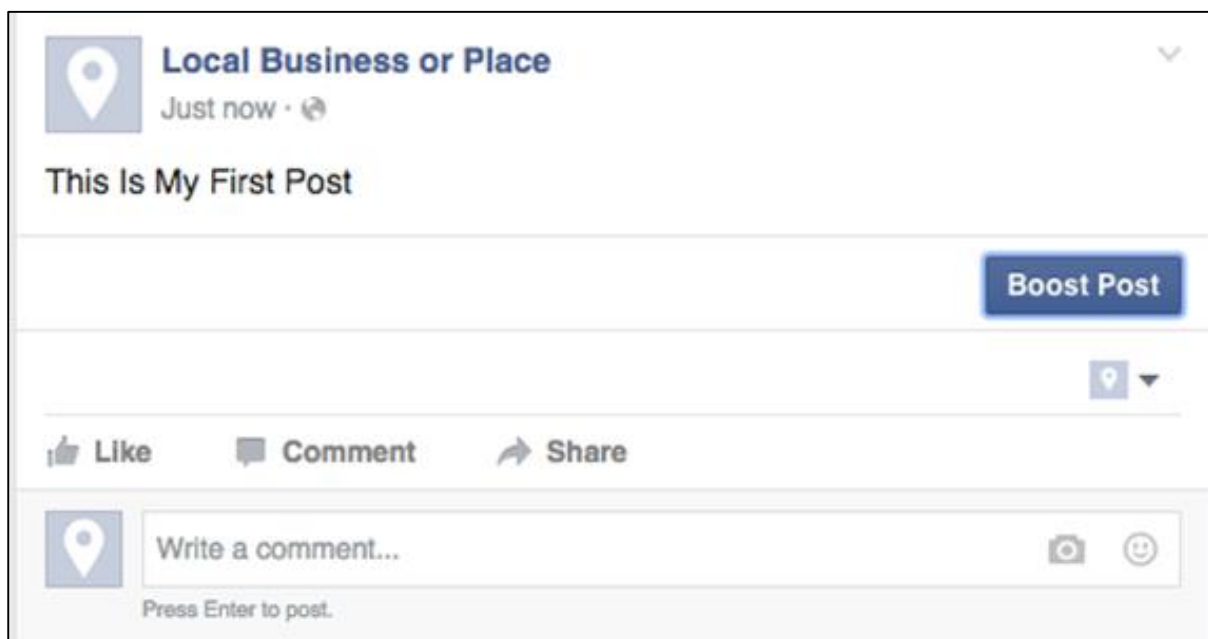 Local Business or Place
Just now ·
This Is My First Post
Boost Post
Like Comment Share
Write a comment...
Press Enter to post.